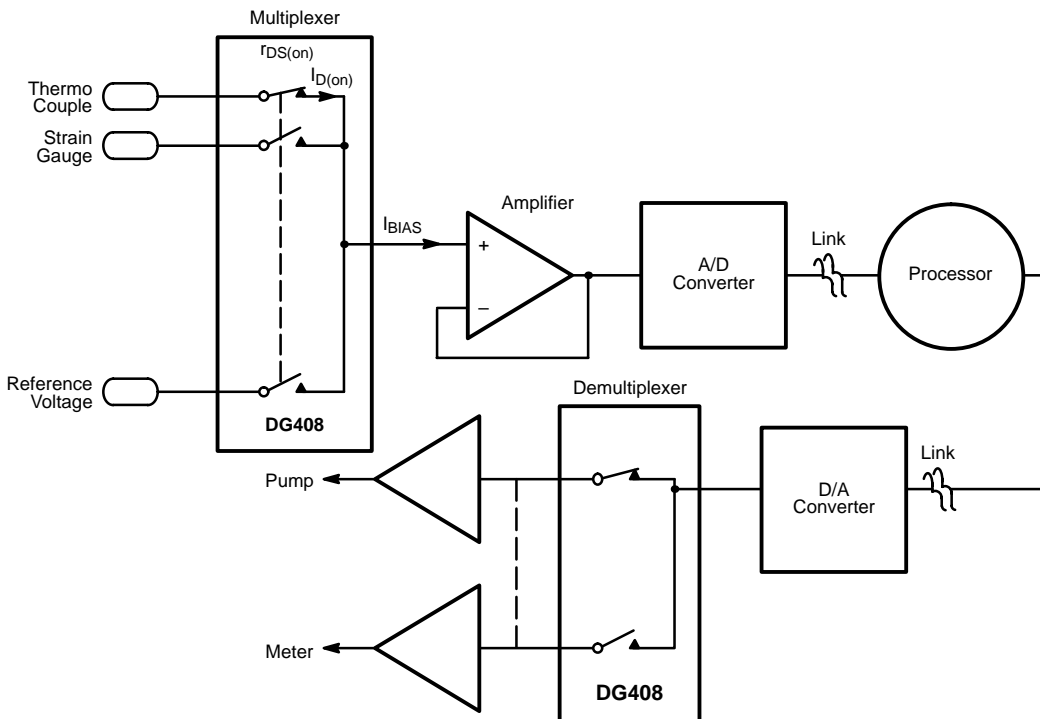 Multiplexer
rDS(on)
ID(on)
Thermo
Couple
Strain
Gauge
Reference
Voltage
DG408
IBIAS
Amplifier
+
–
A/D
Converter
Link
Processor
Demultiplexer
Pump
Meter
DG408
D/A
Converter
Link